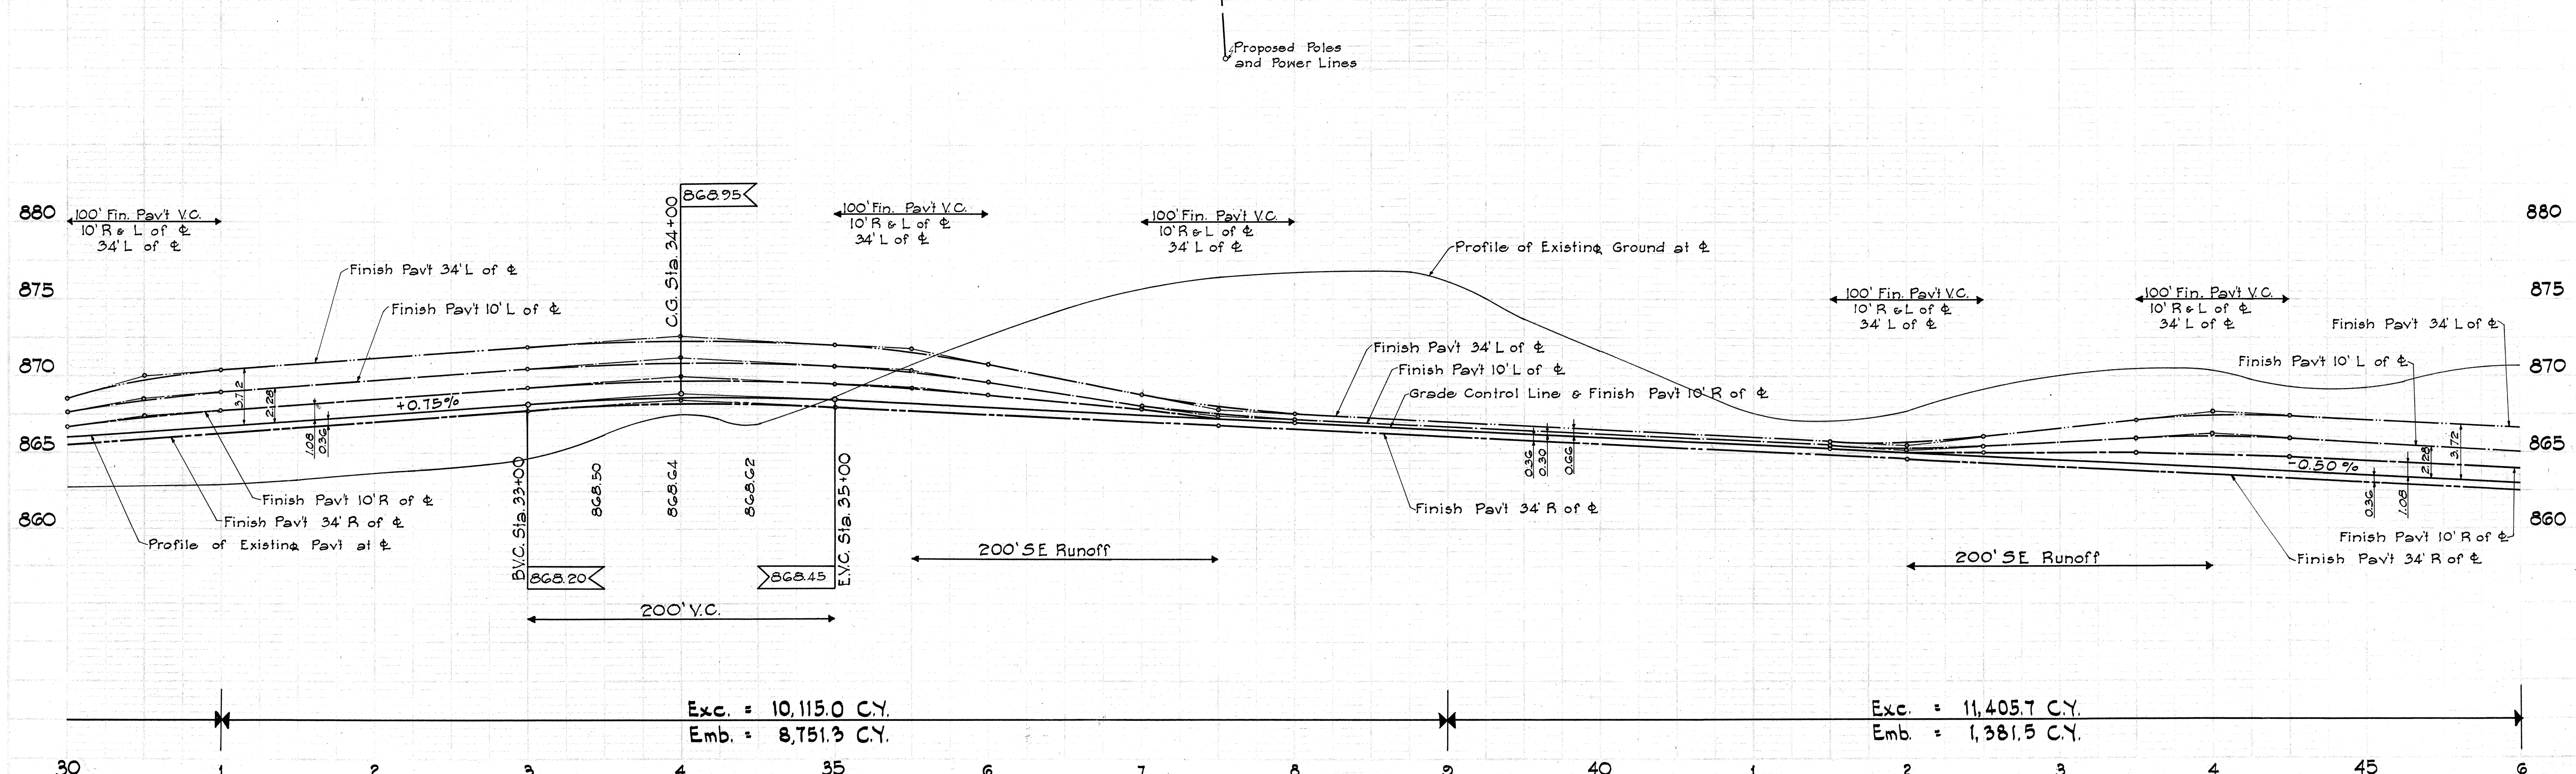 Proposed Poles
and Power Lines
880
100' Fin. Pav't V.C.
10' R & L of ℄
34' L of ℄
C.G. Sta. 34+00
868.95
100' Fin. Pav't V.C.
10' R & L of ℄
34' L of ℄
100' Fin. Pav't V.C.
10' R & L of ℄
34' L of ℄
880
Profile of Existing Ground at ℄
875
Finish Pav't 34' L of ℄
Finish Pav't 10' L of ℄
100' Fin. Pav't V.C.
10' R & L of ℄
34' L of ℄
100' Fin. Pav't V.C.
10' R & L of ℄
34' L of ℄
875
Finish Pav't 34' L of ℄
870
Finish Pav't 34' L of ℄
Finish Pav't 10' L of ℄
Grade Control Line & Finish Pav't 10' R of ℄
Finish Pav't 10' L of ℄
870
3.72
2.28
+0.75%
1.08
0.36
865
0.36
0.30
0.66
865
-0.50%
2.28
3.72
0.36
1.08
B.V.C. Sta. 33+00
868.50
868.64
868.62
E.V.C. Sta. 35+00
Finish Pav't 10' R of ℄
Finish Pav't 34' R of ℄
Profile of Existing Pav't at ℄
860
Finish Pav't 34' R of ℄
860
Finish Pav't 10' R of ℄
Finish Pav't 34' R of ℄
200' SE Runoff
200' SE Runoff
868.20
868.45
200' V.C.
Exc. = 10,115.0 C.Y.
Emb. = 8,751.3 C.Y.
Exc. = 11,405.7 C.Y.
Emb. = 1,381.5 C.Y.
30 1 2 3 4 35 6 7 8 9 40 1 2 3 4 45 6